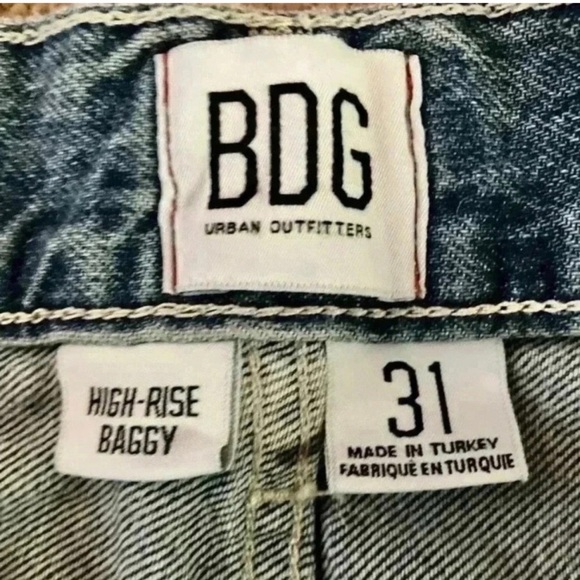 BDG
URBAN OUTFITTERS
HIGH-RISE
BAGGY
31
MADE IN TURKEY
FABRIQUÉ EN TURQUIE